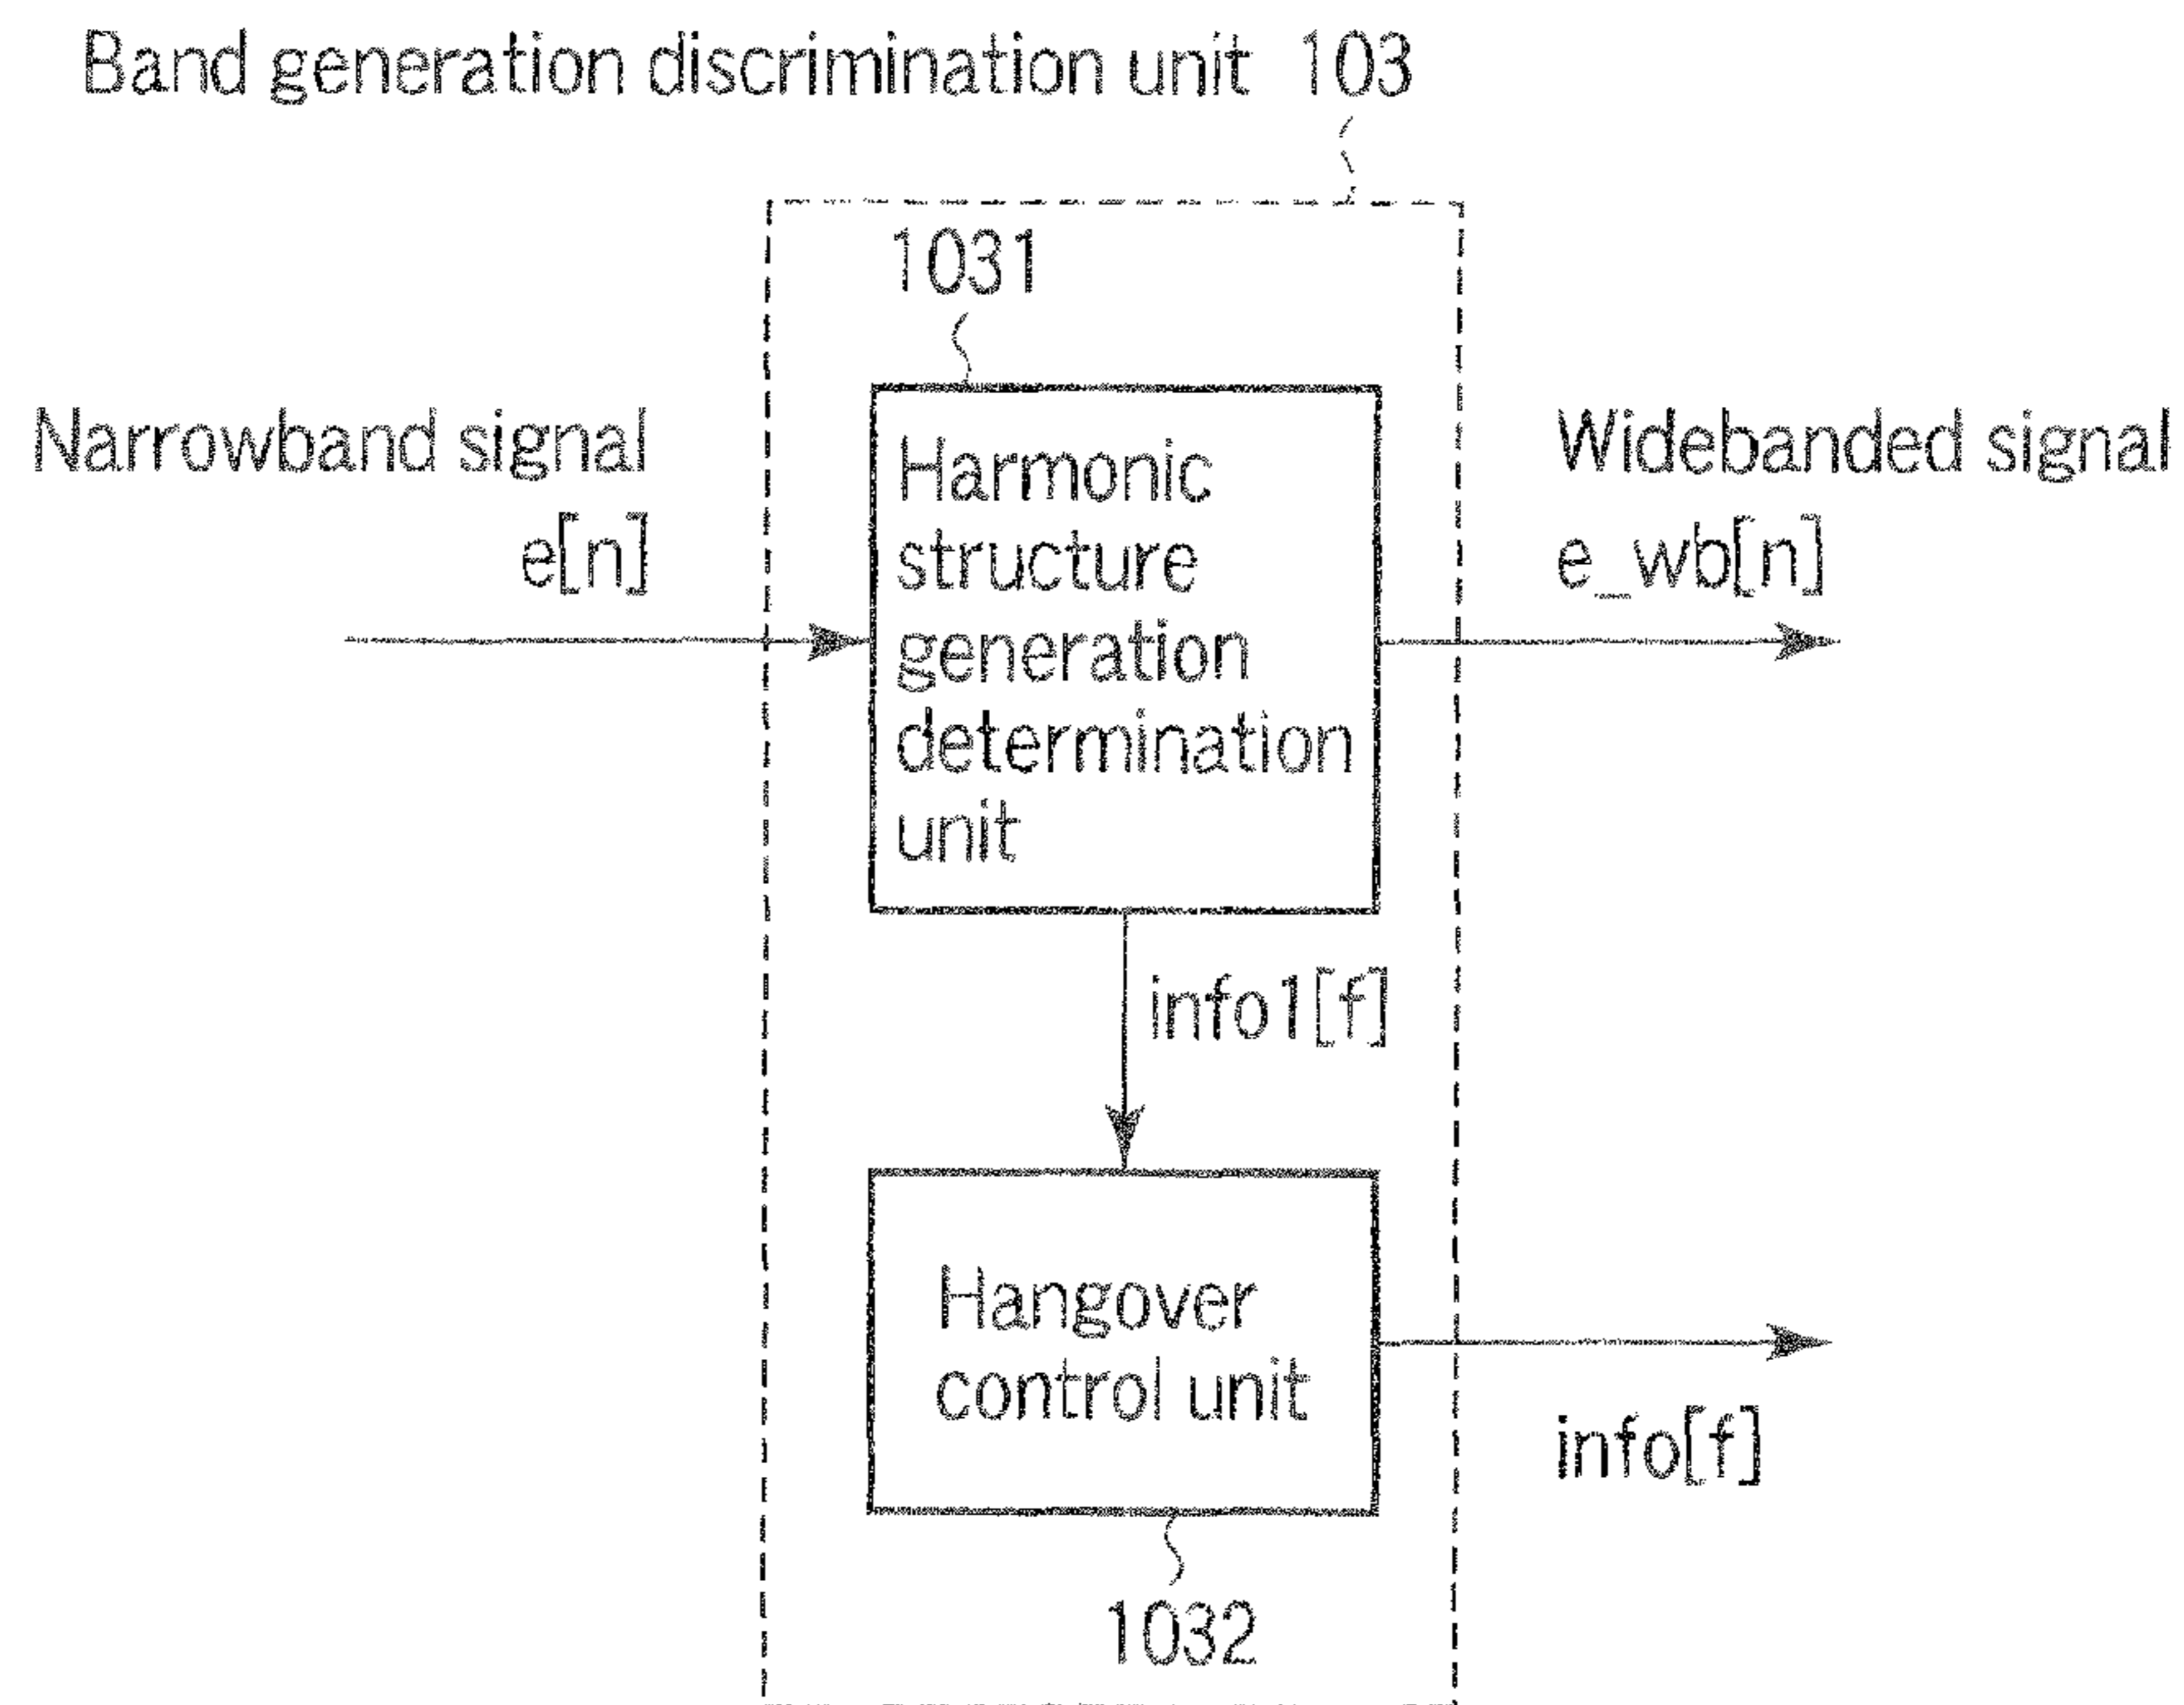 Band generation discrimination unit 103
1031
Narrowband signal
e[n]
Harmonic
structure
generation
determination
unit
Widebanded signal
e_wb[n]
info1[f]
Hangover
control unit
info[f]
1032